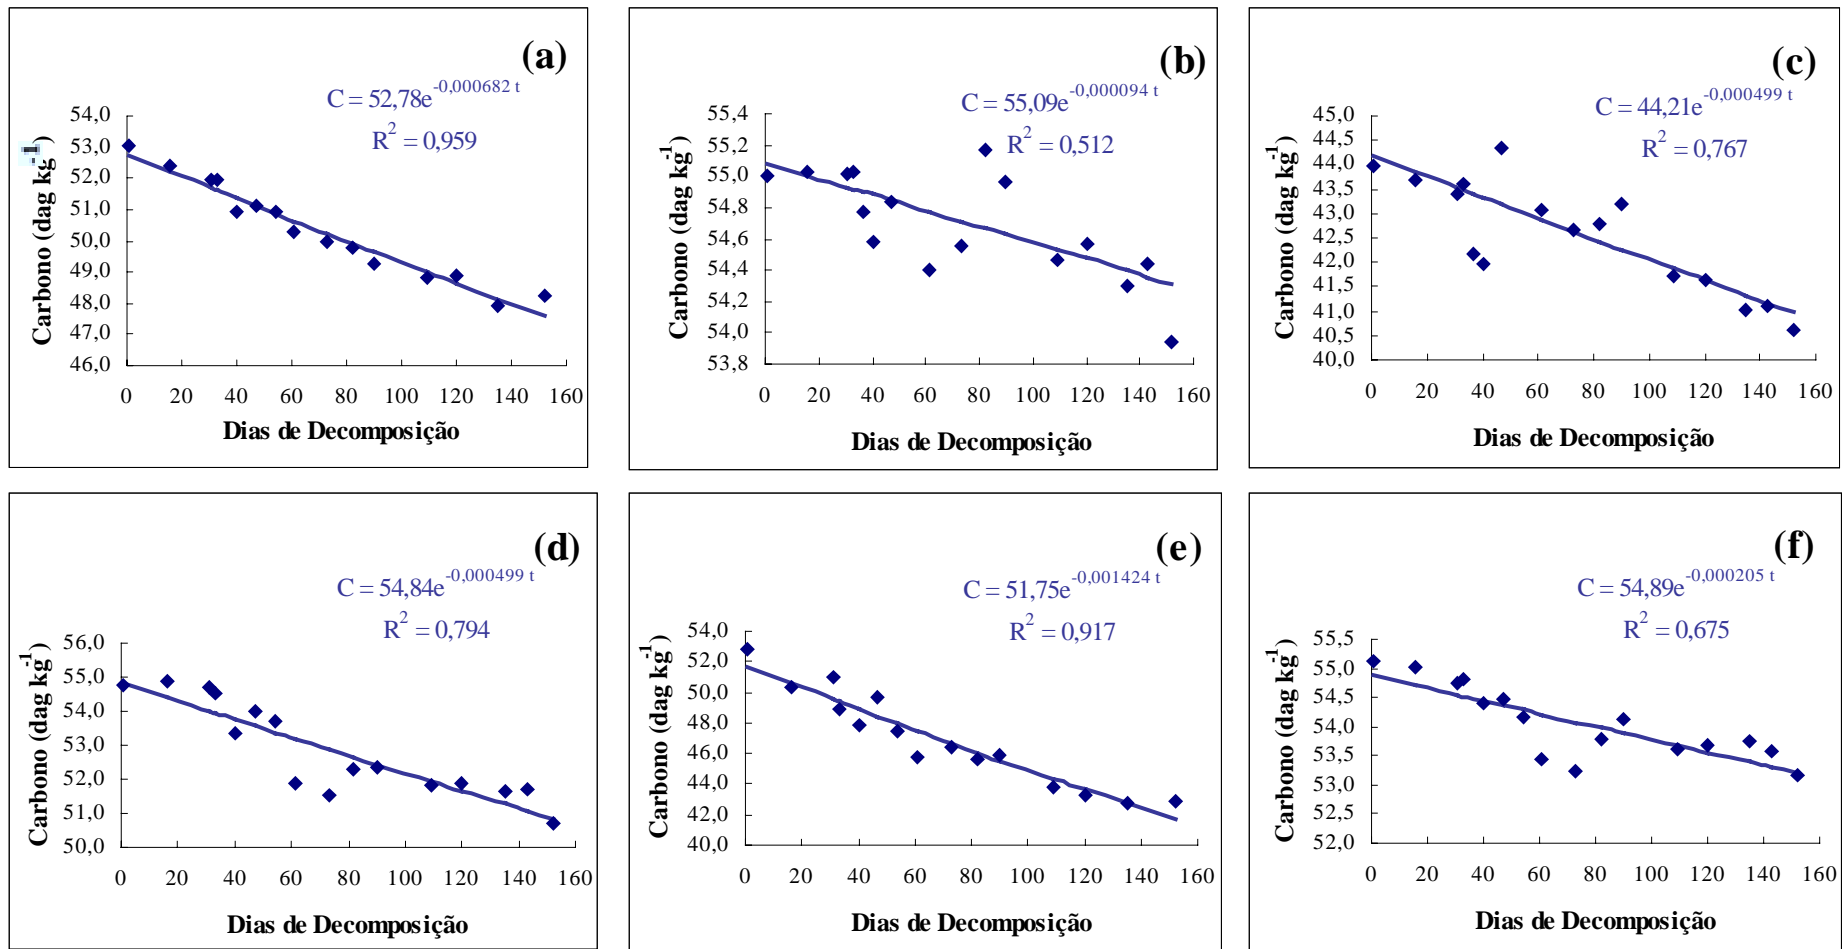 (a)
C = 52,78e^-0,000682 t
R^2 = 0,959
Carbono (dag kg^-1)
54,0
53,0
52,0
51,0
50,0
49,0
48,0
47,0
46,0
0 20 40 60 80 100 120 140 160
Dias de Decomposição
(b)
C = 55,09e^-0,000094 t
R^2 = 0,512
Carbono (dag kg^-1)
55,4
55,2
55,0
54,8
54,6
54,4
54,2
54,0
53,8
0 20 40 60 80 100 120 140 160
Dias de Decomposição
(c)
C = 44,21e^-0,000499 t
R^2 = 0,767
Carbono (dag kg^-1)
45,0
44,5
44,0
43,5
43,0
42,5
42,0
41,5
41,0
40,5
40,0
0 20 40 60 80 100 120 140 160
Dias de Decomposição
(d)
C = 54,84e^-0,000499 t
R^2 = 0,794
Carbono (dag kg^-1)
56,0
55,0
54,0
53,0
52,0
51,0
50,0
0 20 40 60 80 100 120 140 160
Dias de Decomposição
(e)
C = 51,75e^-0,001424 t
R^2 = 0,917
Carbono (dag kg^-1)
54,0
52,0
50,0
48,0
46,0
44,0
42,0
40,0
0 20 40 60 80 100 120 140 160
Dias de Decomposição
(f)
C = 54,89e^-0,000205 t
R^2 = 0,675
Carbono (dag kg^-1)
55,5
55,0
54,5
54,0
53,5
53,0
52,5
52,0
0 20 40 60 80 100 120 140 160
Dias de Decomposição